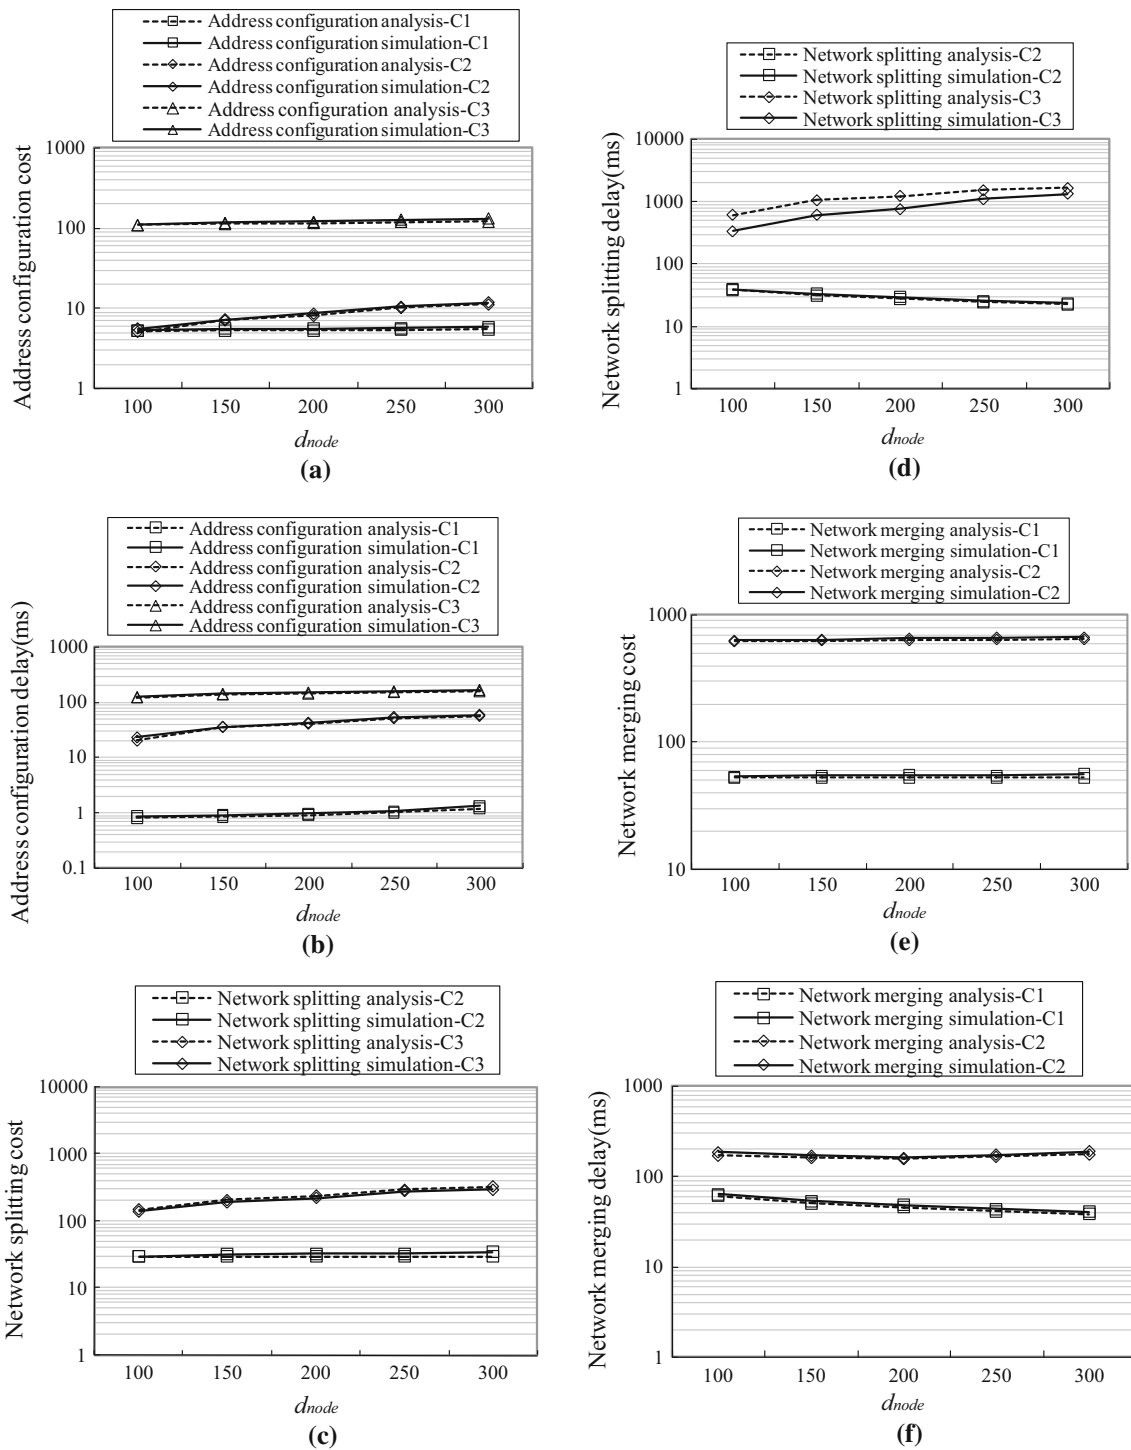 Address configuration analysis-C1
Address configuration simulation-C1
Address configuration analysis-C2
Address configuration simulation-C2
Address configuration analysis-C3
Address configuration simulation-C3
Address configuration cost
1000
100
10
1
100 150 200 250 300
dnode
(a)
Network splitting analysis-C2
Network splitting simulation-C2
Network splitting analysis-C3
Network splitting simulation-C3
Network splitting delay(ms)
10000
1000
100
10
1
100 150 200 250 300
dnode
(d)
Address configuration analysis-C1
Address configuration simulation-C1
Address configuration analysis-C2
Address configuration simulation-C2
Address configuration analysis-C3
Address configuration simulation-C3
Address configuration delay(ms)
1000
100
10
1
0.1
100 150 200 250 300
dnode
(b)
Network merging analysis-C1
Network merging simulation-C1
Network merging analysis-C2
Network merging simulation-C2
Network merging cost
1000
100
10
100 150 200 250 300
dnode
(e)
Network splitting analysis-C2
Network splitting simulation-C2
Network splitting analysis-C3
Network splitting simulation-C3
Network splitting cost
10000
1000
100
10
1
100 150 200 250 300
dnode
(c)
Network merging analysis-C1
Network merging simulation-C1
Network merging analysis-C2
Network merging simulation-C2
Network merging delay(ms)
1000
100
10
1
100 150 200 250 300
dnode
(f)